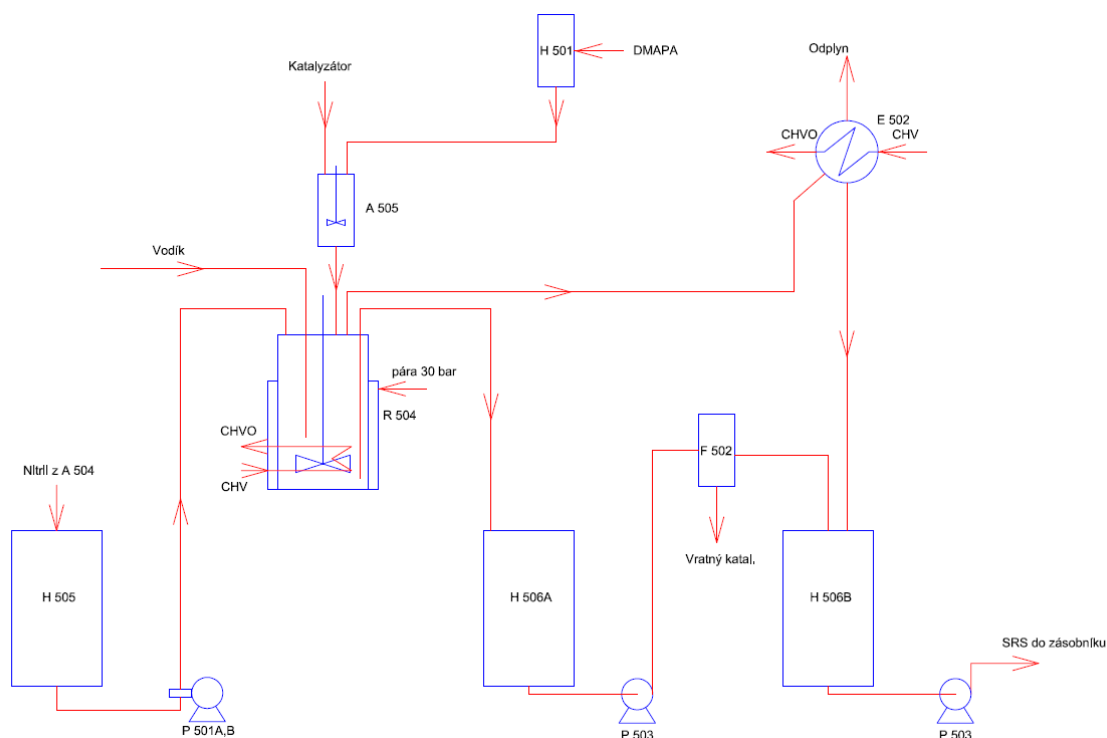 H 501
DMAPA
Odplyn
Katalyzátor
E 502
CHVO
CHV
A 505
Vodík
pára 30 bar
R 504
CHVO
CHV
F 502
Nitril z A 504
Vratný katal,
H 505
H 506A
H 506B
SRS do zásobníku
P 501A,B
P 503
P 503